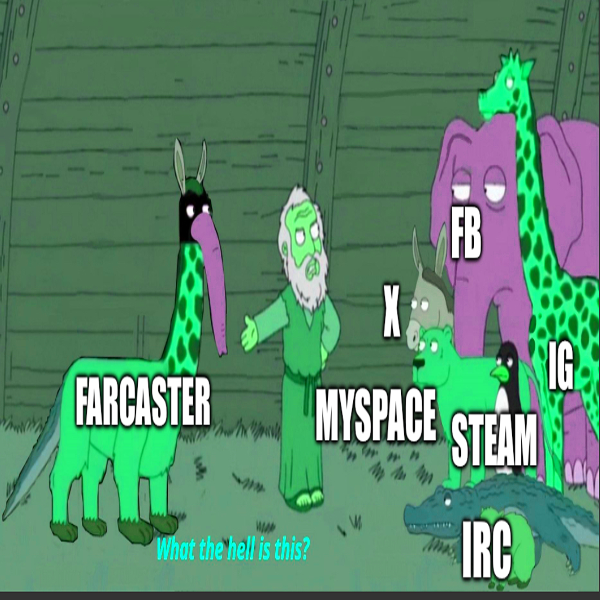 FB
X
IG
FARCASTER
MYSPACE
STEAM
IRC
What the hell is this?